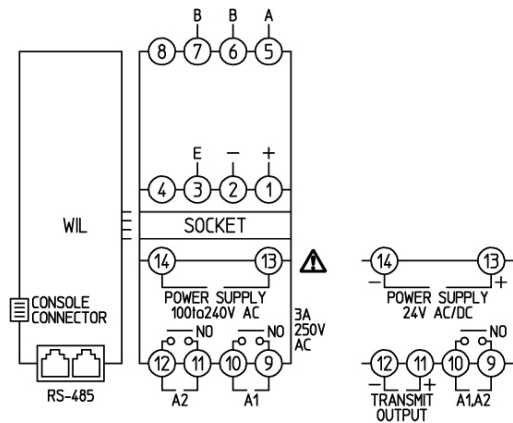 B B A
8 7 6 5
E − +
4 3 2 1
WIL
SOCKET
14 13
POWER SUPPLY
100to240V AC
3A
250V
AC
NO NO
12 11 10 9
A2 A1
CONSOLE
CONNECTOR
RS-485
14 13
− +
POWER SUPPLY
24V AC/DC
NO
12 11 10 9
− +
TRANSMIT
OUTPUT
A1,A2